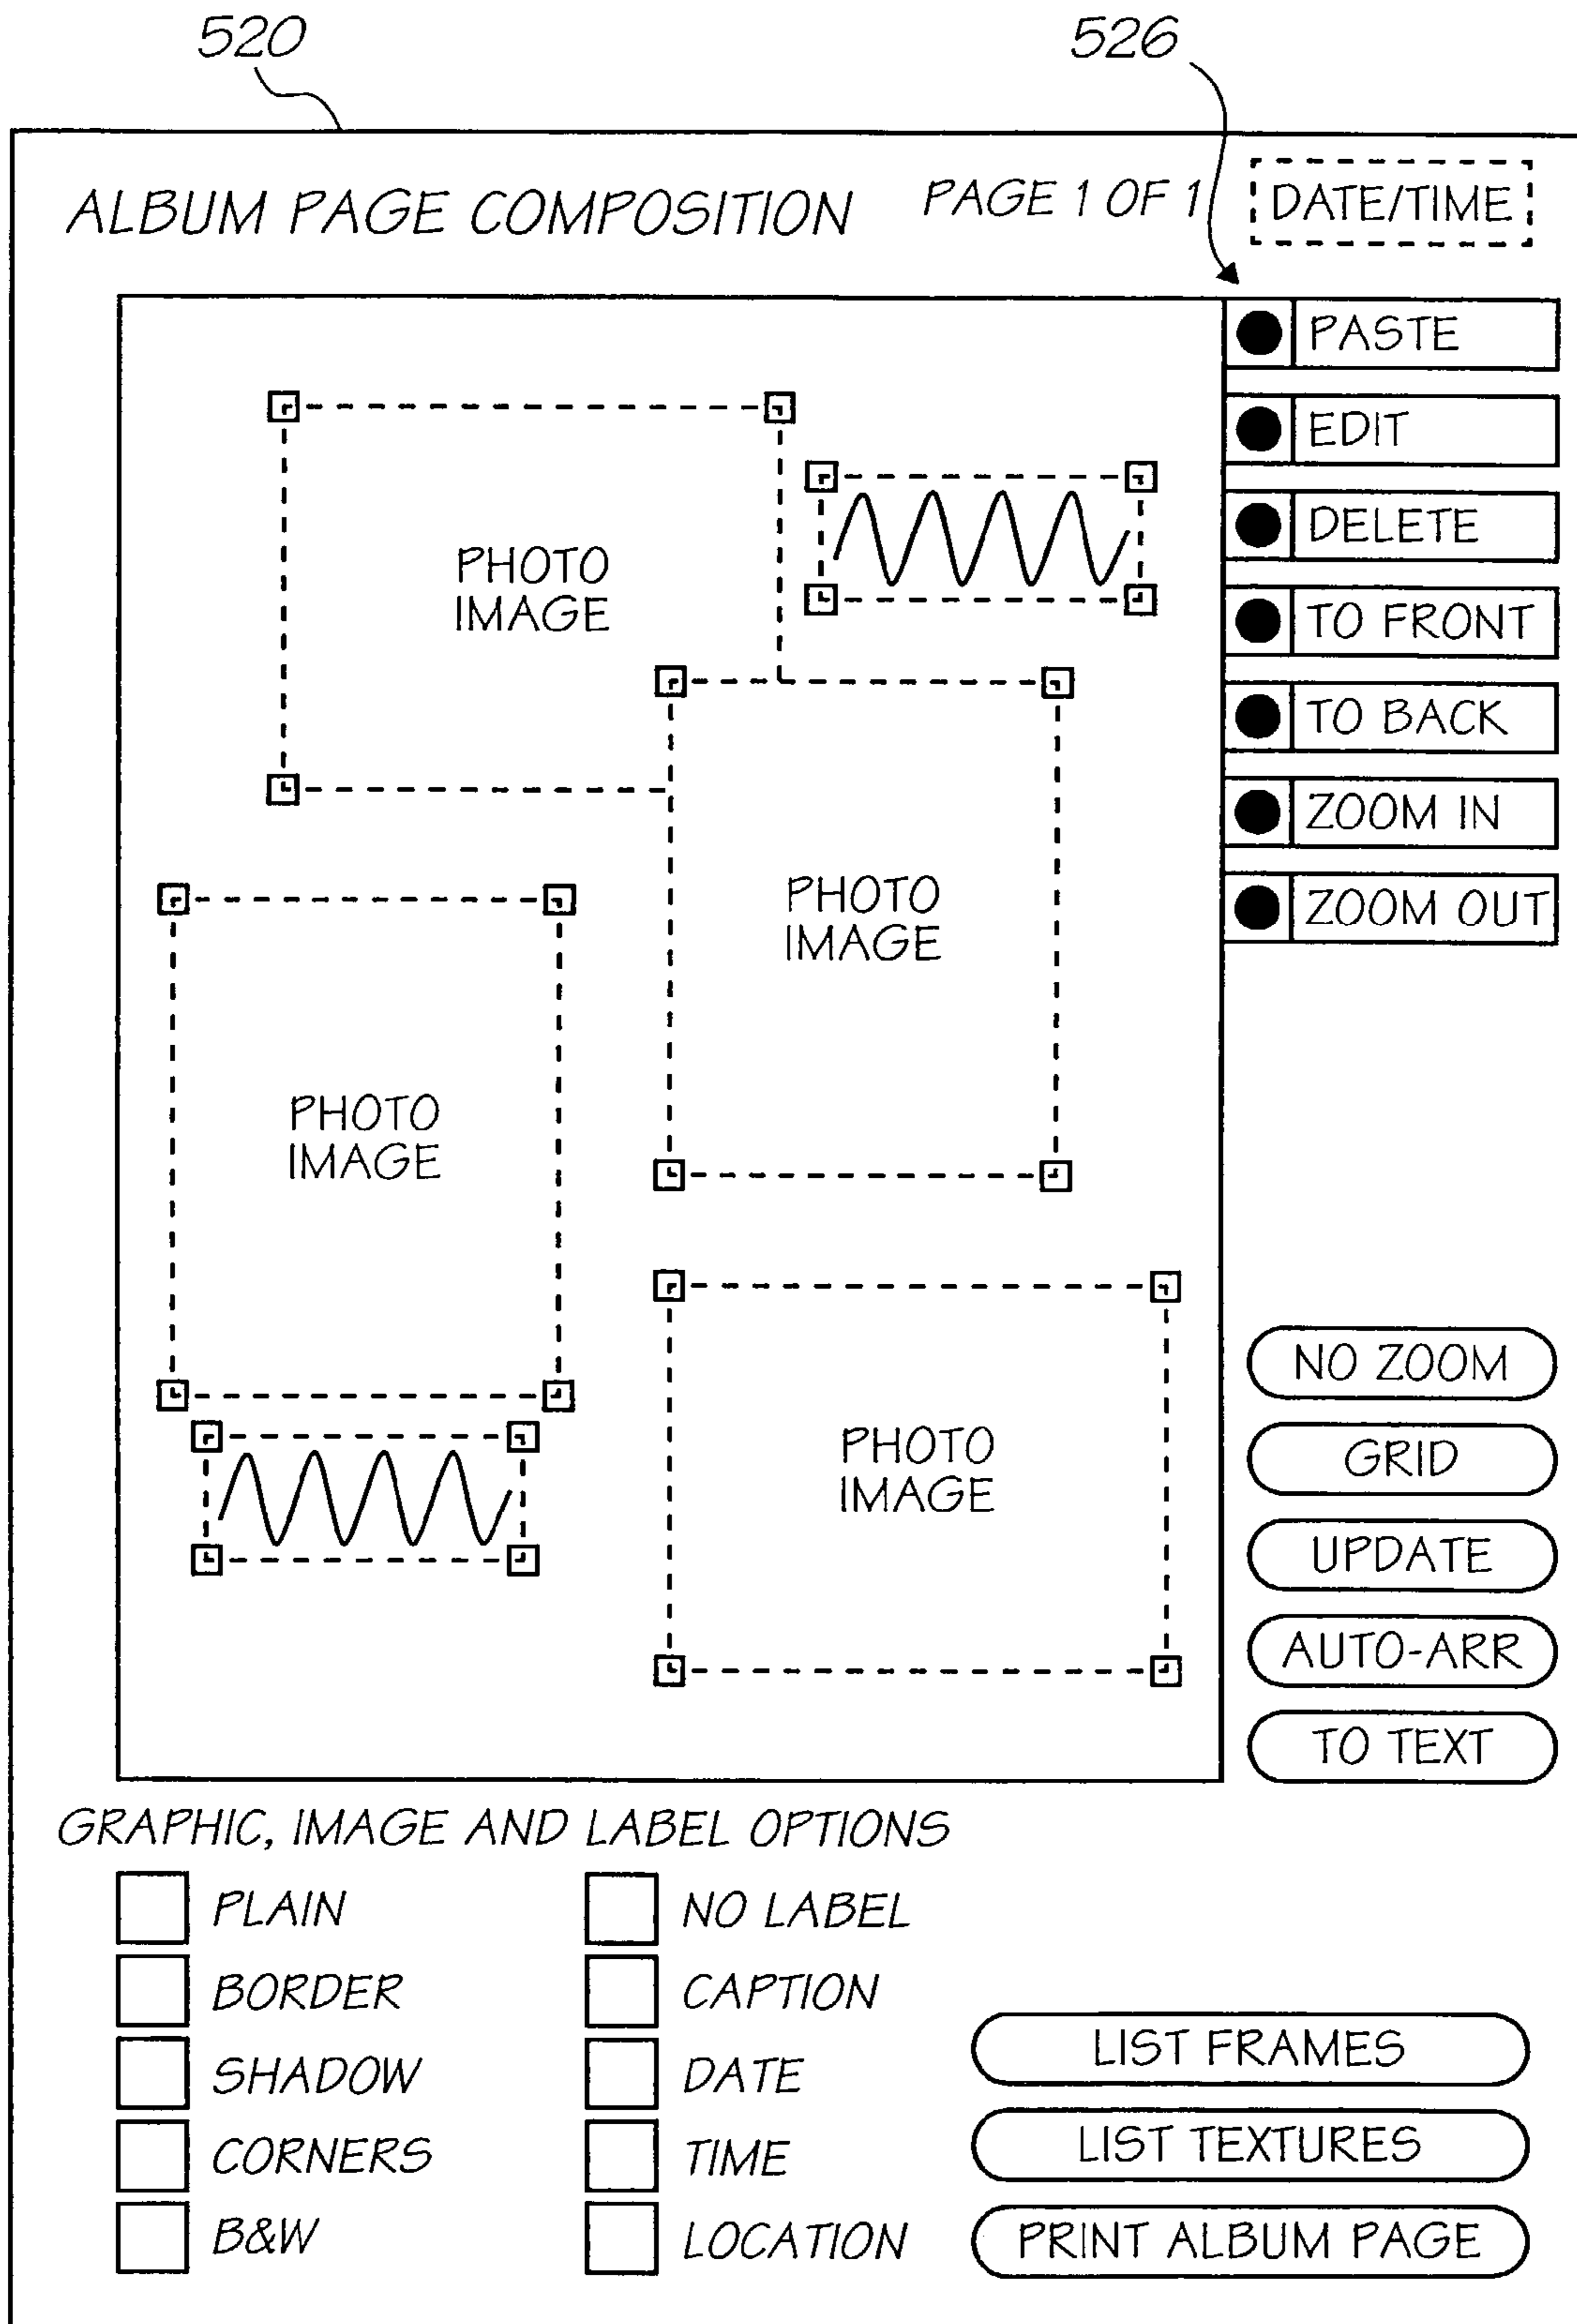 520
526
ALBUM PAGE COMPOSITION
PAGE 1 OF 1
DATE/TIME
PASTE
EDIT
DELETE
TO FRONT
TO BACK
ZOOM IN
ZOOM OUT
PHOTO
IMAGE
PHOTO
IMAGE
PHOTO
IMAGE
PHOTO
IMAGE
NO ZOOM
GRID
UPDATE
AUTO-ARR
TO TEXT
GRAPHIC, IMAGE AND LABEL OPTIONS
PLAIN
BORDER
SHADOW
CORNERS
B&W
NO LABEL
CAPTION
DATE
TIME
LOCATION
LIST FRAMES
LIST TEXTURES
PRINT ALBUM PAGE